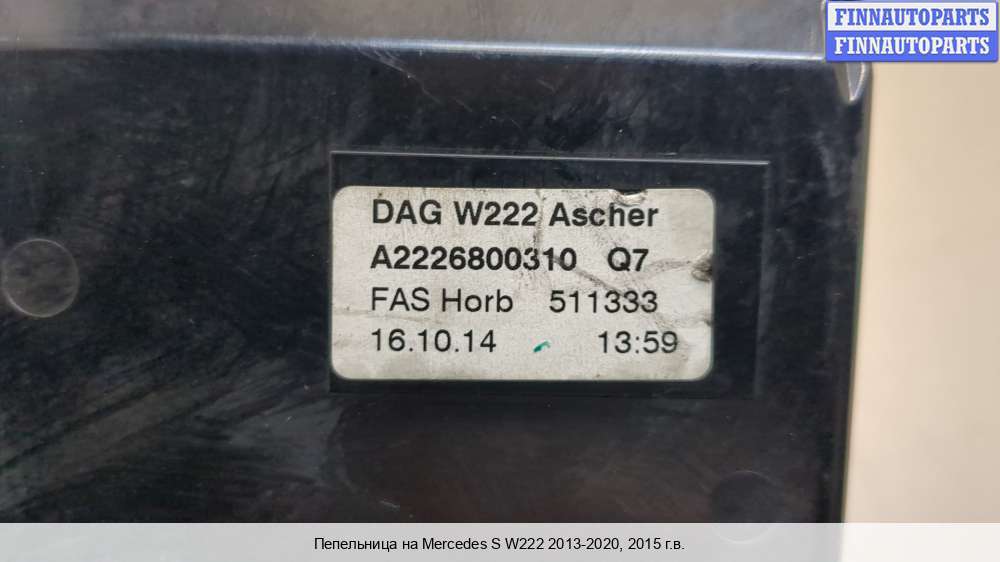 FINNAUTOPARTS
FINNAUTOPARTS
DAG W222 Ascher
A2226800310 Q7
FAS Horb 511333
16.10.14 13:59
Пепельница на Mercedes S W222 2013-2020, 2015 г.в.